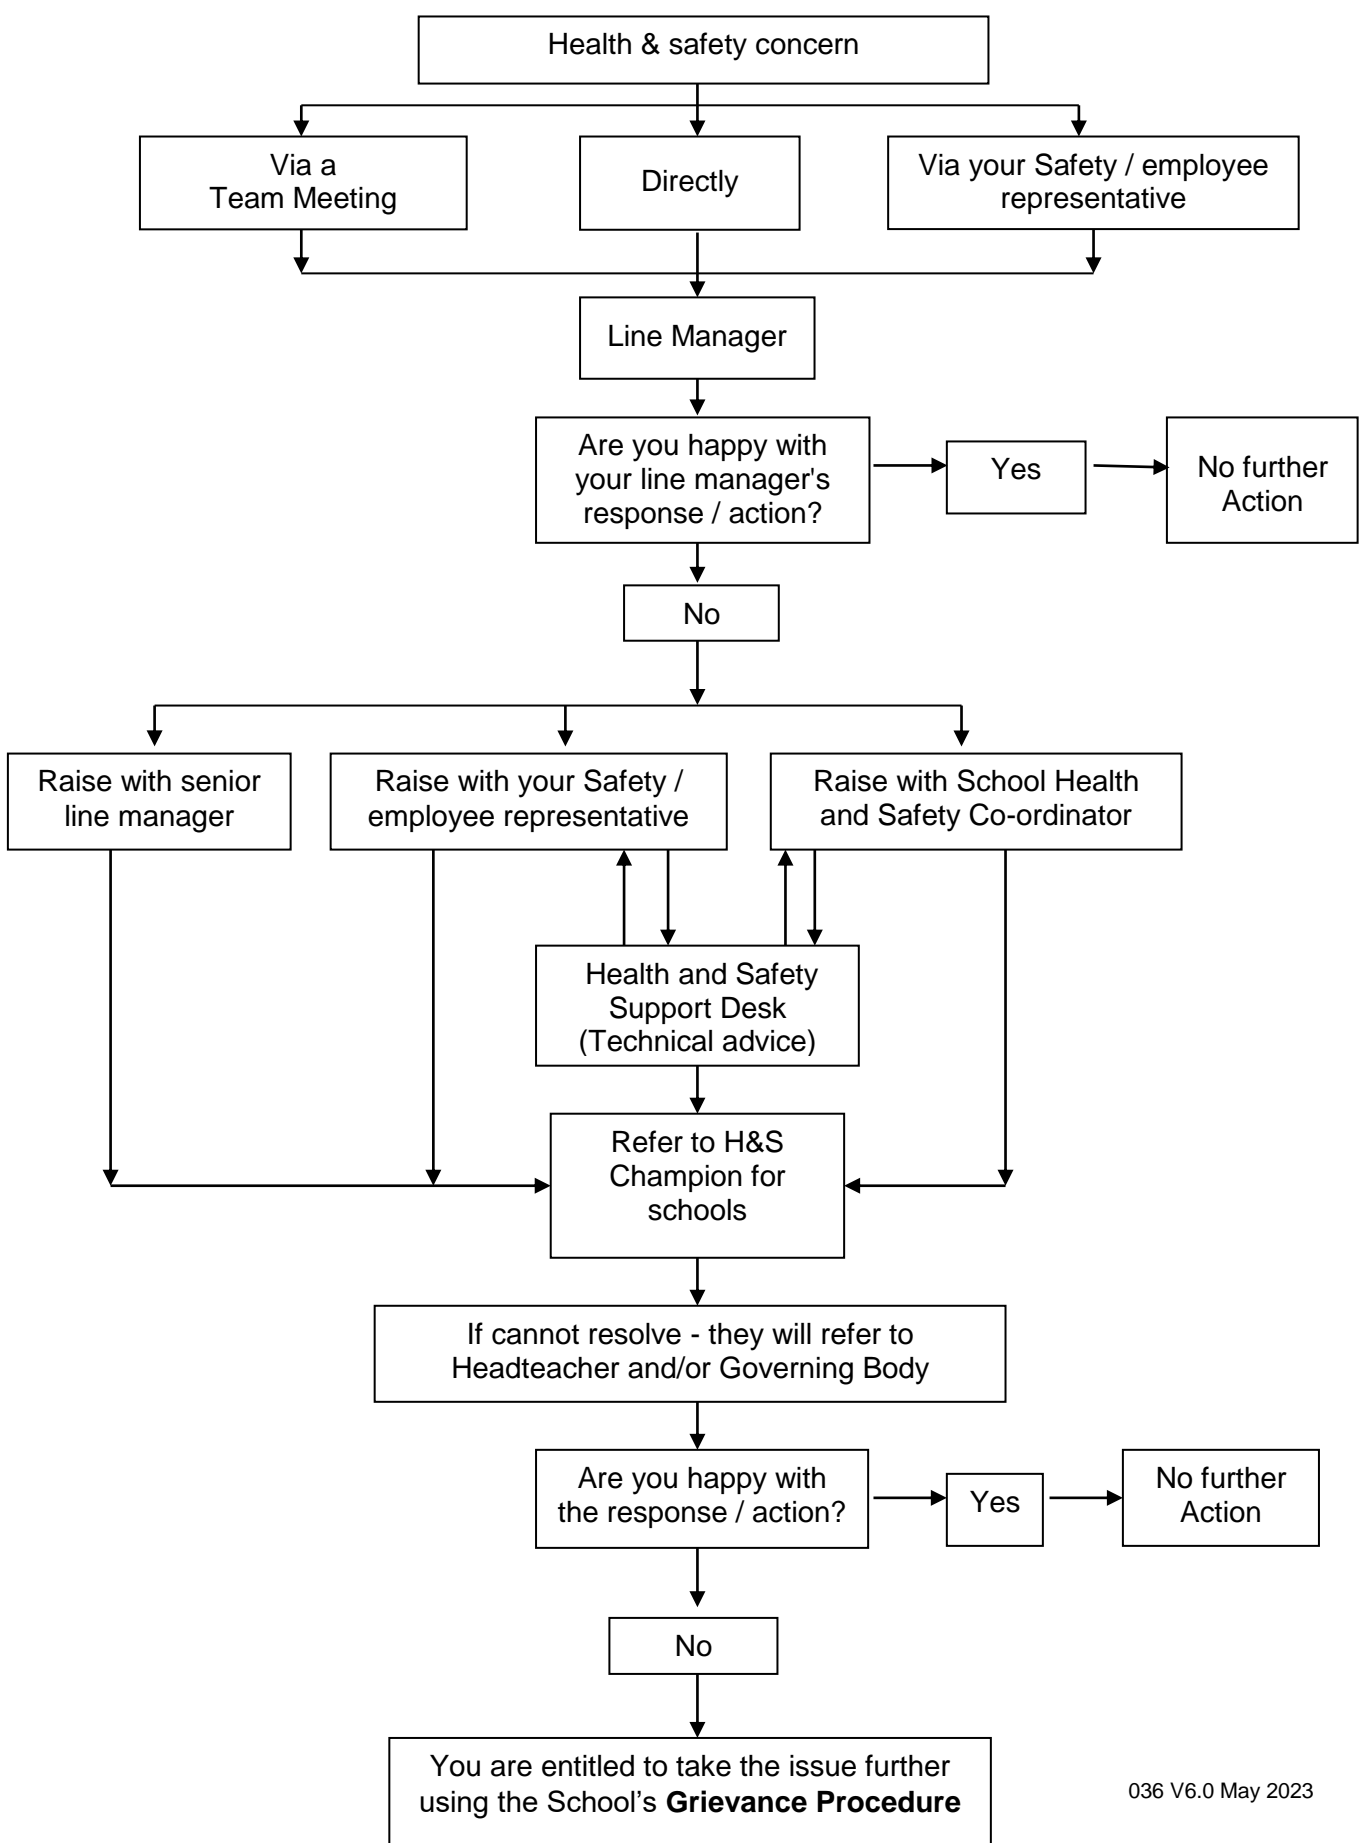 Health & safety concern
Via a
Team Meeting
Directly
Via your Safety / employee
representative
Line Manager
Are you happy with
your line manager's
response / action?
Yes
No further
Action
No
Raise with senior
line manager
Raise with your Safety /
employee representative
Raise with School Health
and Safety Co-ordinator
Health and Safety
Support Desk
(Technical advice)
Refer to H&S
Champion for
schools
If cannot resolve - they will refer to
Headteacher and/or Governing Body
Are you happy with
the response / action?
Yes
No further
Action
No
You are entitled to take the issue further
using the School’s Grievance Procedure
036 V6.0 May 2023